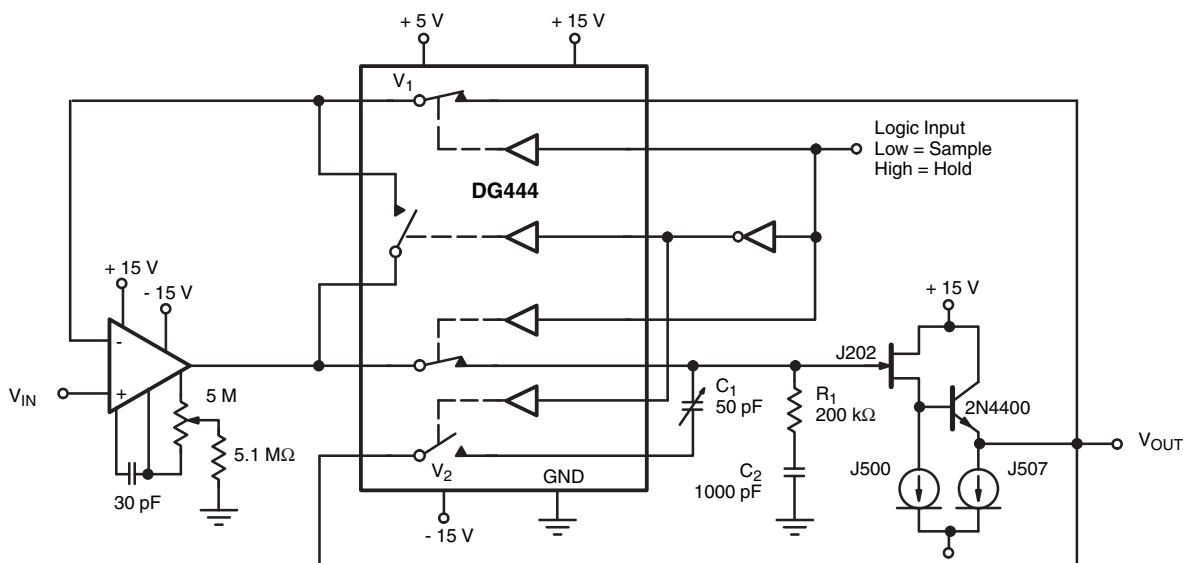 + 5 V
+ 15 V
V1
Logic Input
Low = Sample
High = Hold
DG444
+ 15 V
- 15 V
-
+
VIN
5 M
5.1 MΩ
30 pF
V2
GND
- 15 V
C1
50 pF
R1
200 kΩ
C2
1000 pF
+ 15 V
J202
2N4400
J500
J507
VOUT